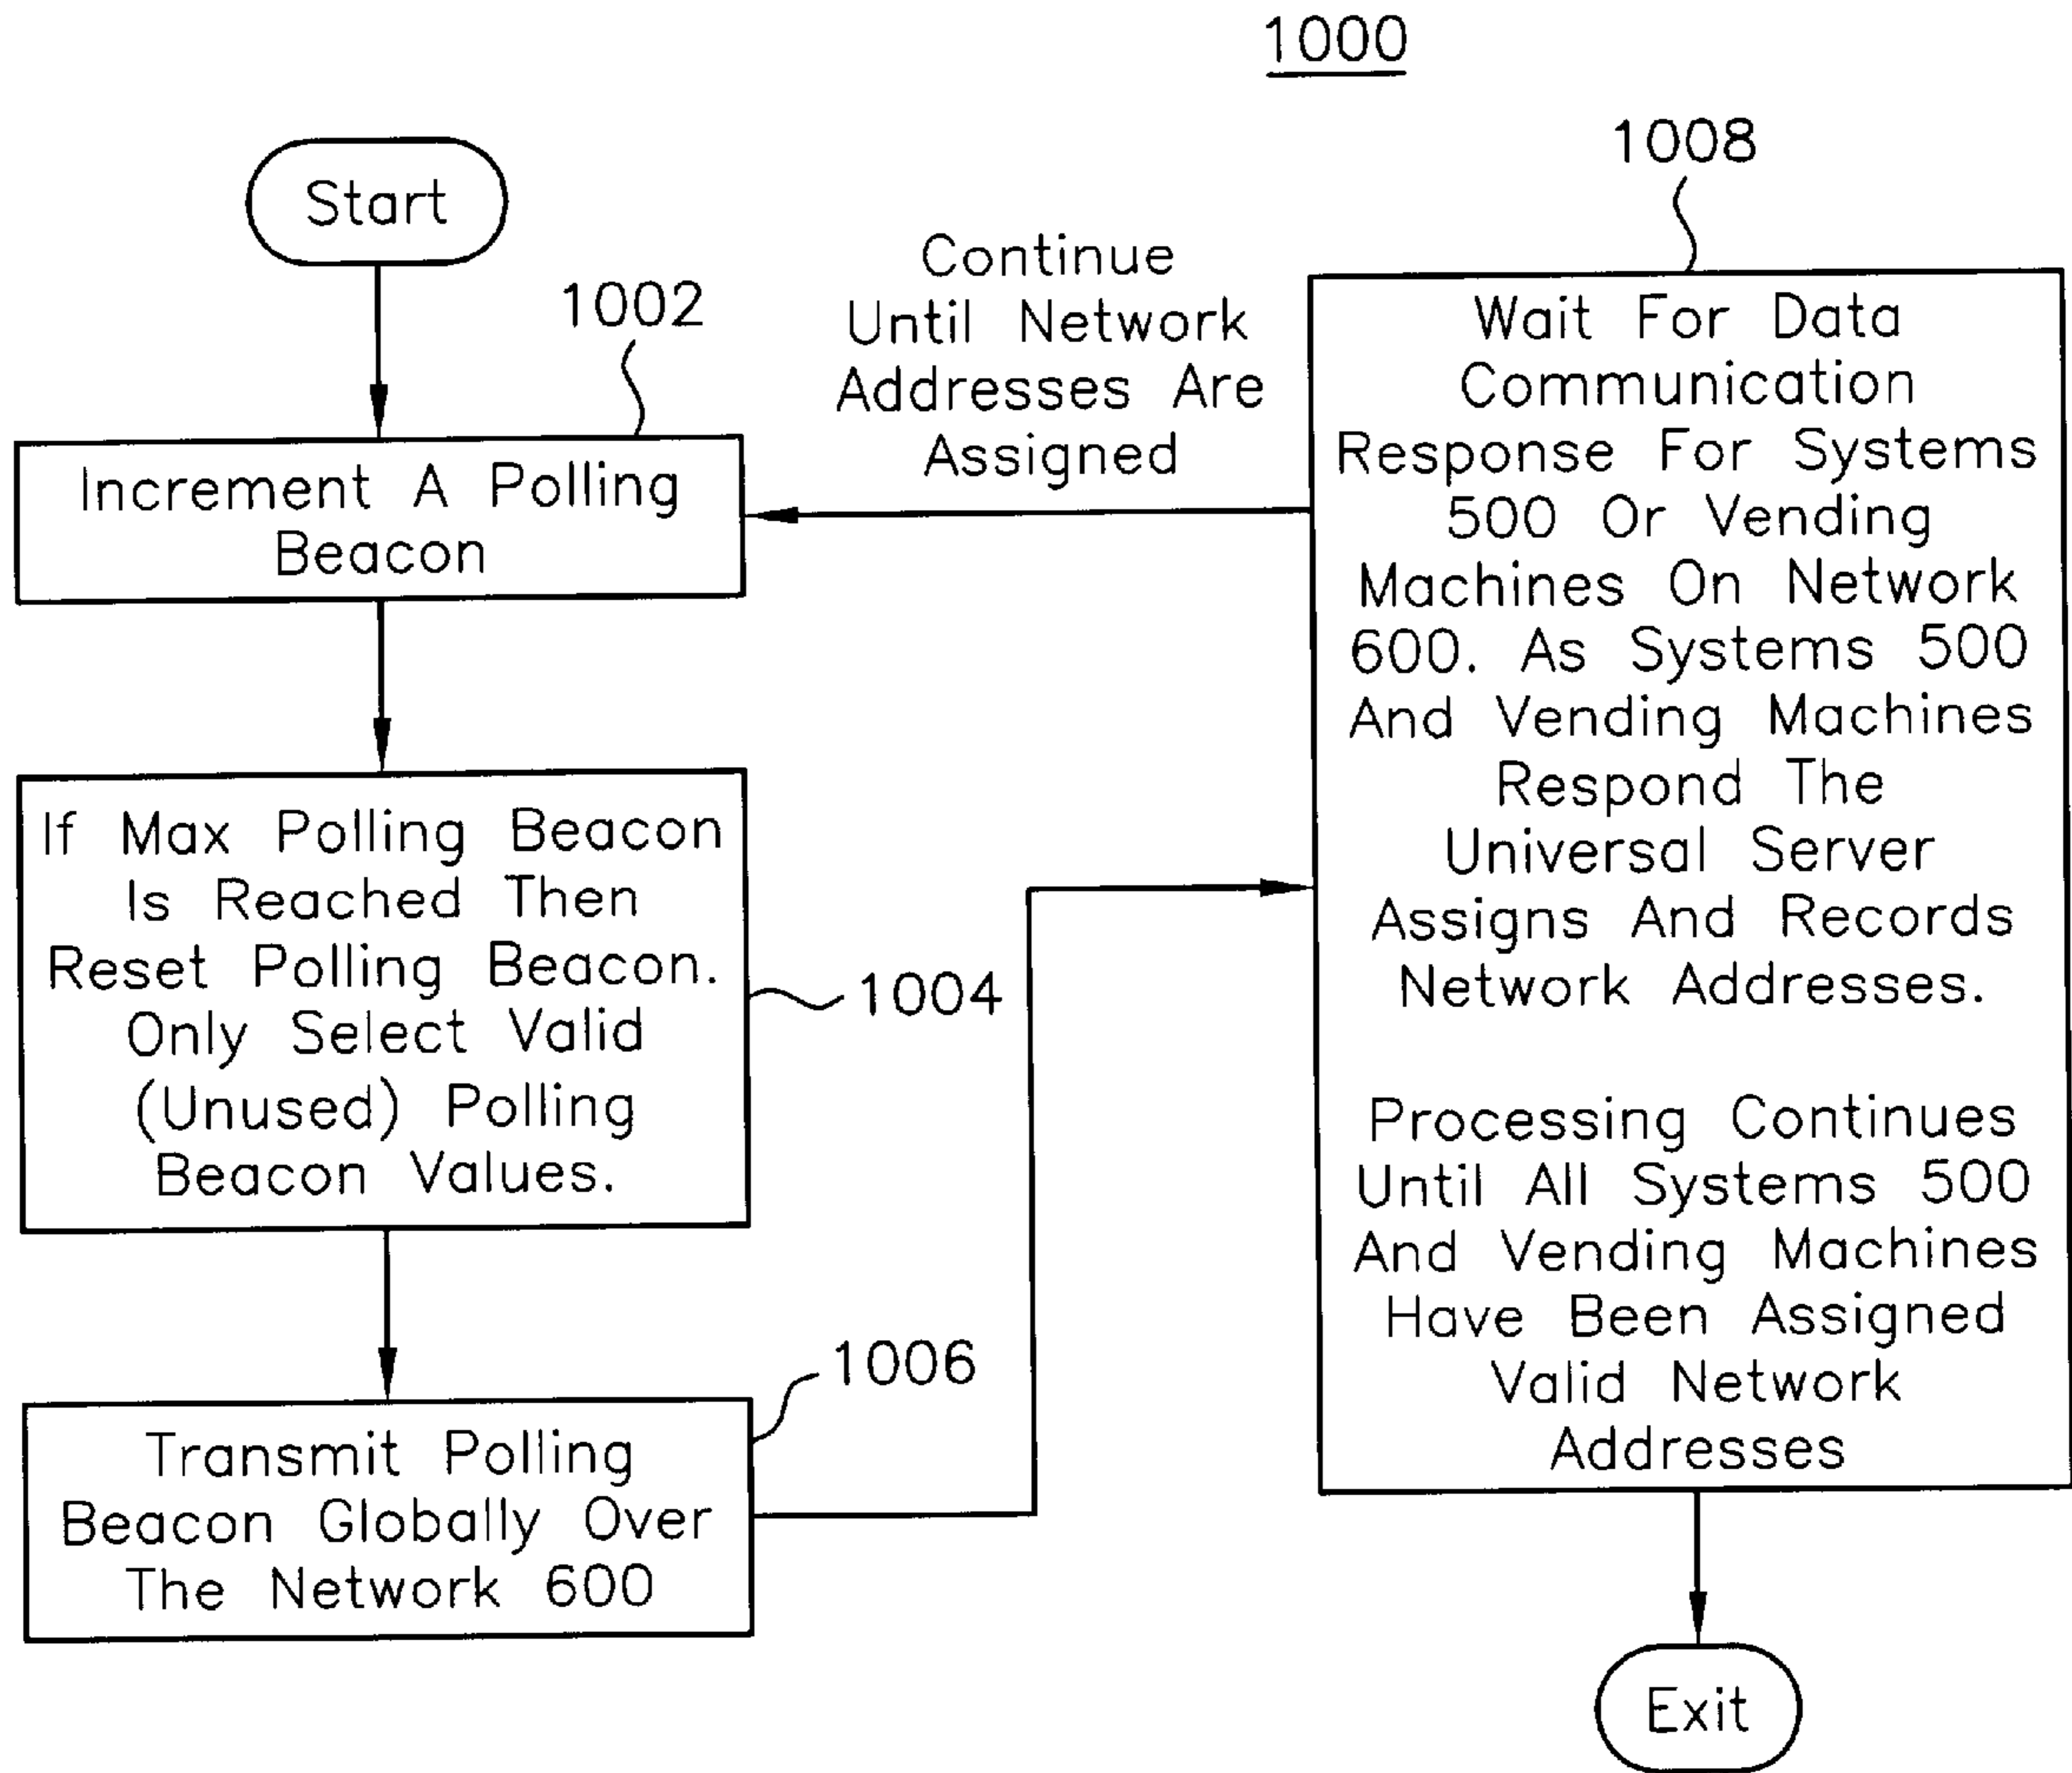 1000
Start
1002
Increment A Polling
Beacon
If Max Polling Beacon
Is Reached Then
Reset Polling Beacon.
Only Select Valid
(Unused) Polling
Beacon Values.
1004
Transmit Polling
Beacon Globally Over
The Network 600
1006
Continue
Until Network
Addresses Are
Assigned
1008
Wait For Data
Communication
Response For Systems
500 Or Vending
Machines On Network
600. As Systems 500
And Vending Machines
Respond The
Universal Server
Assigns And Records
Network Addresses.
Processing Continues
Until All Systems 500
And Vending Machines
Have Been Assigned
Valid Network
Addresses
Exit